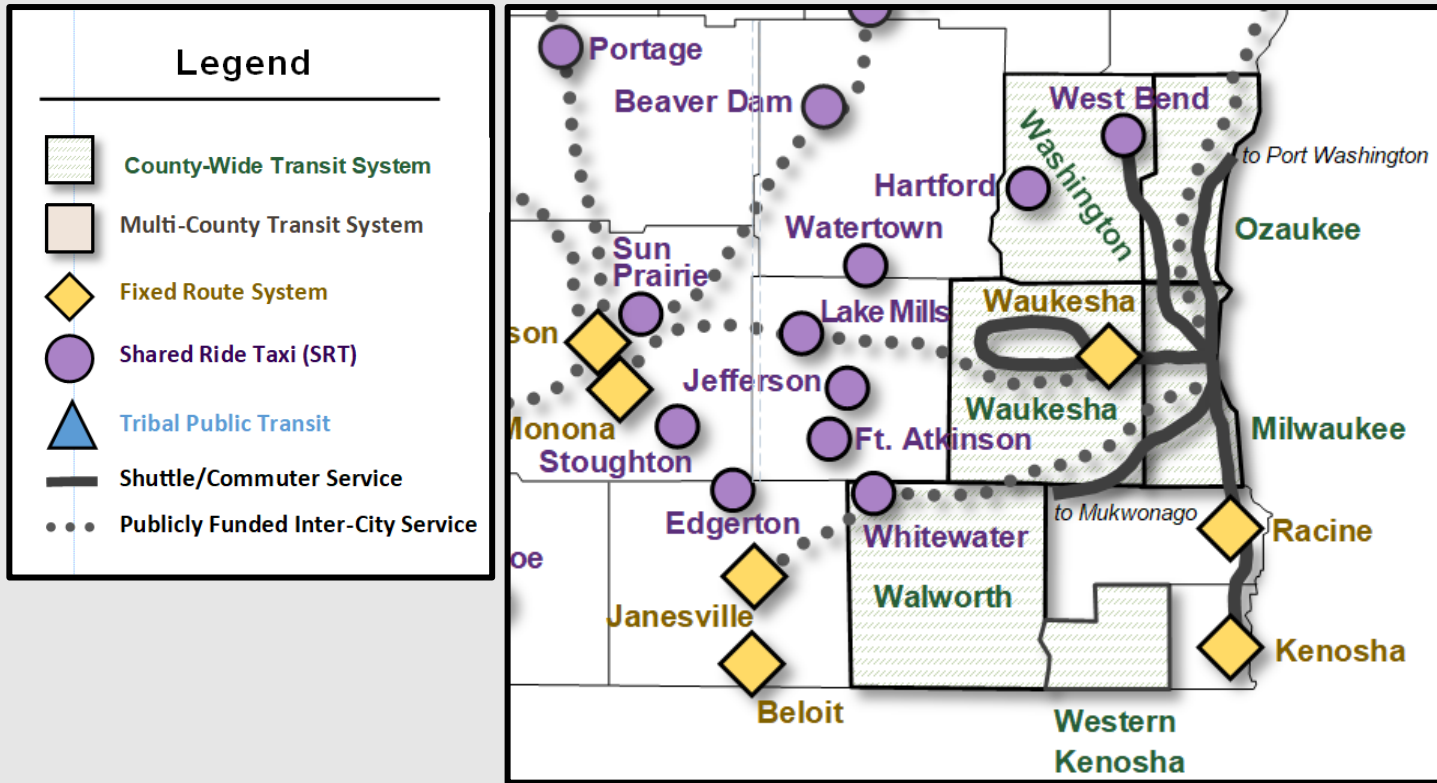 Legend
County-Wide Transit System
Multi-County Transit System
Fixed Route System
Shared Ride Taxi (SRT)
Tribal Public Transit
Shuttle/Commuter Service
Publicly Funded Inter-City Service
Portage
Beaver Dam
West Bend
Washington
to Port Washington
Hartford
Watertown
Ozaukee
Sun
Prairie
Lake Mills
Waukesha
son
Jefferson
Waukesha
Monona
Ft. Atkinson
Milwaukee
Stoughton
Edgerton
Whitewater
to Mukwonago
Racine
oe
Walworth
Janesville
Kenosha
Beloit
Western
Kenosha